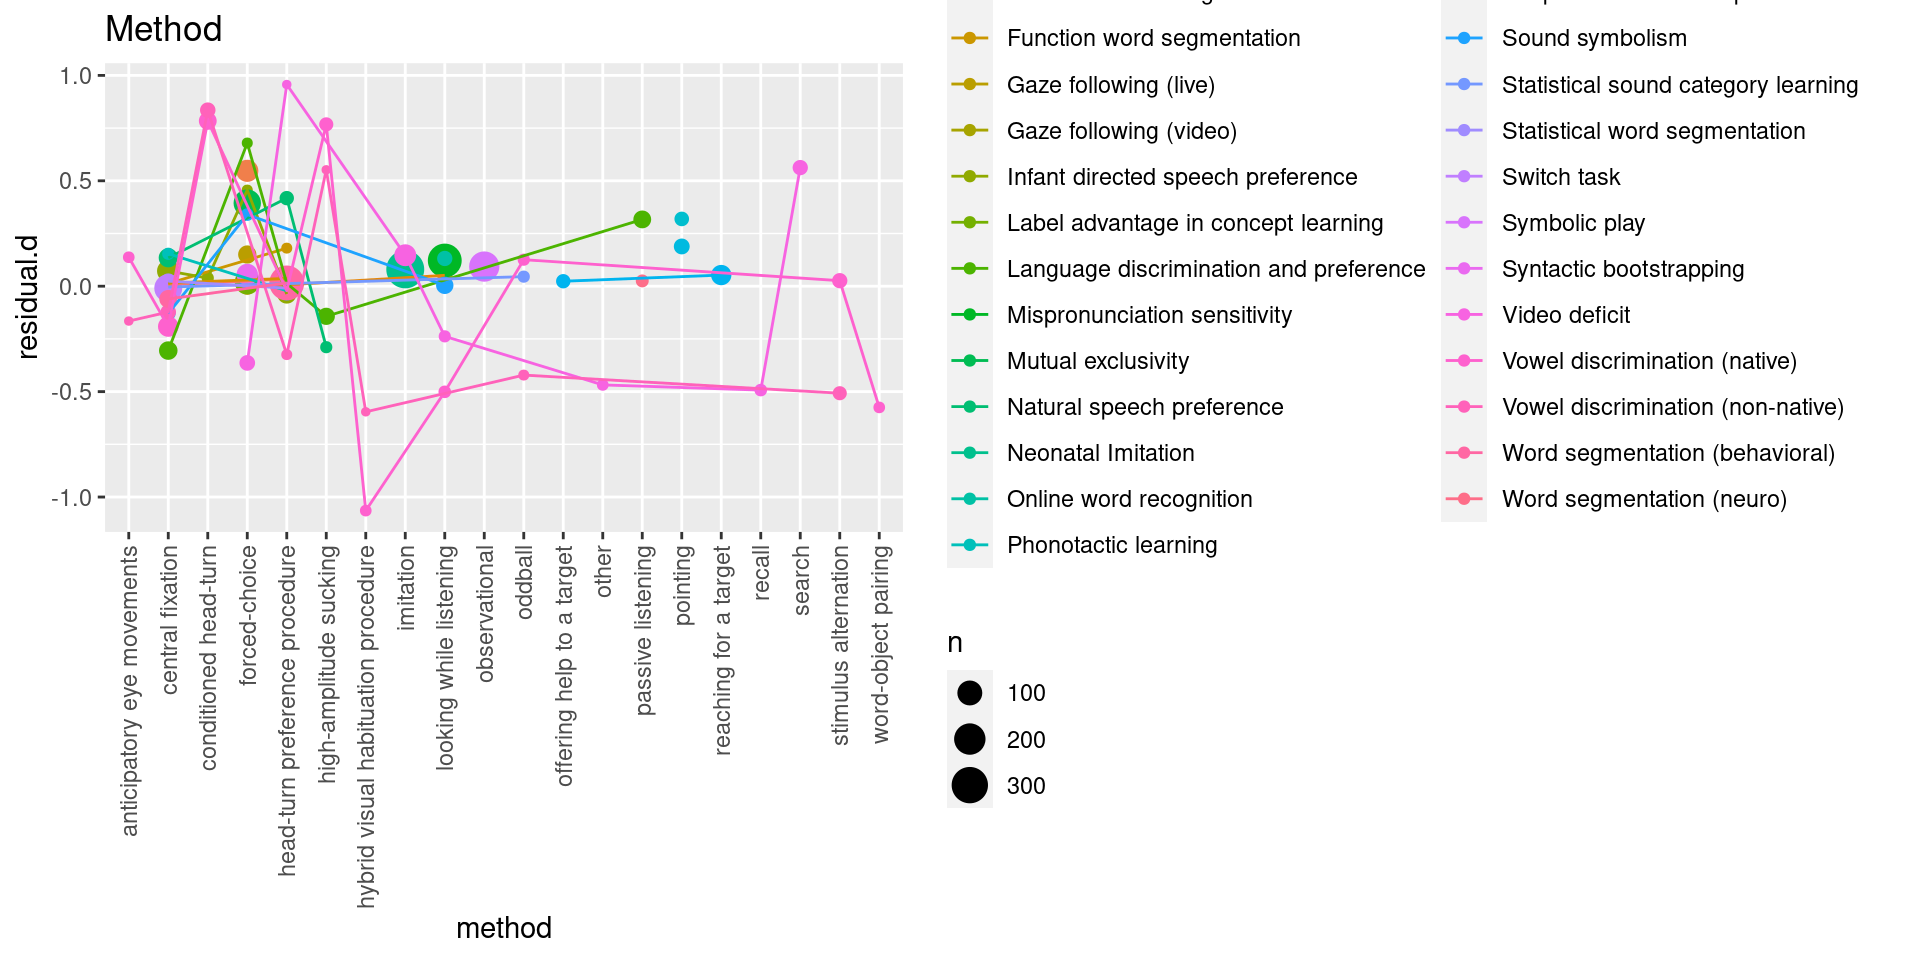 Method
1.0
0.5
0.0
-0.5
-1.0
residual.d
anticipatory eye movements
central fixation
conditioned head-turn
forced-choice
head-turn preference procedure
high-amplitude sucking
hybrid visual habituation procedure
imitation
looking while listening
observational
oddball
offering help to a target
other
passive listening
pointing
reaching for a target
recall
search
stimulus alternation
word-object pairing
method
Function word segmentation
Gaze following (live)
Gaze following (video)
Infant directed speech preference
Label advantage in concept learning
Language discrimination and preference
Mispronunciation sensitivity
Mutual exclusivity
Natural speech preference
Neonatal Imitation
Online word recognition
Phonotactic learning
Sound symbolism
Statistical sound category learning
Statistical word segmentation
Switch task
Symbolic play
Syntactic bootstrapping
Video deficit
Vowel discrimination (native)
Vowel discrimination (non-native)
Word segmentation (behavioral)
Word segmentation (neuro)
n
100
200
300